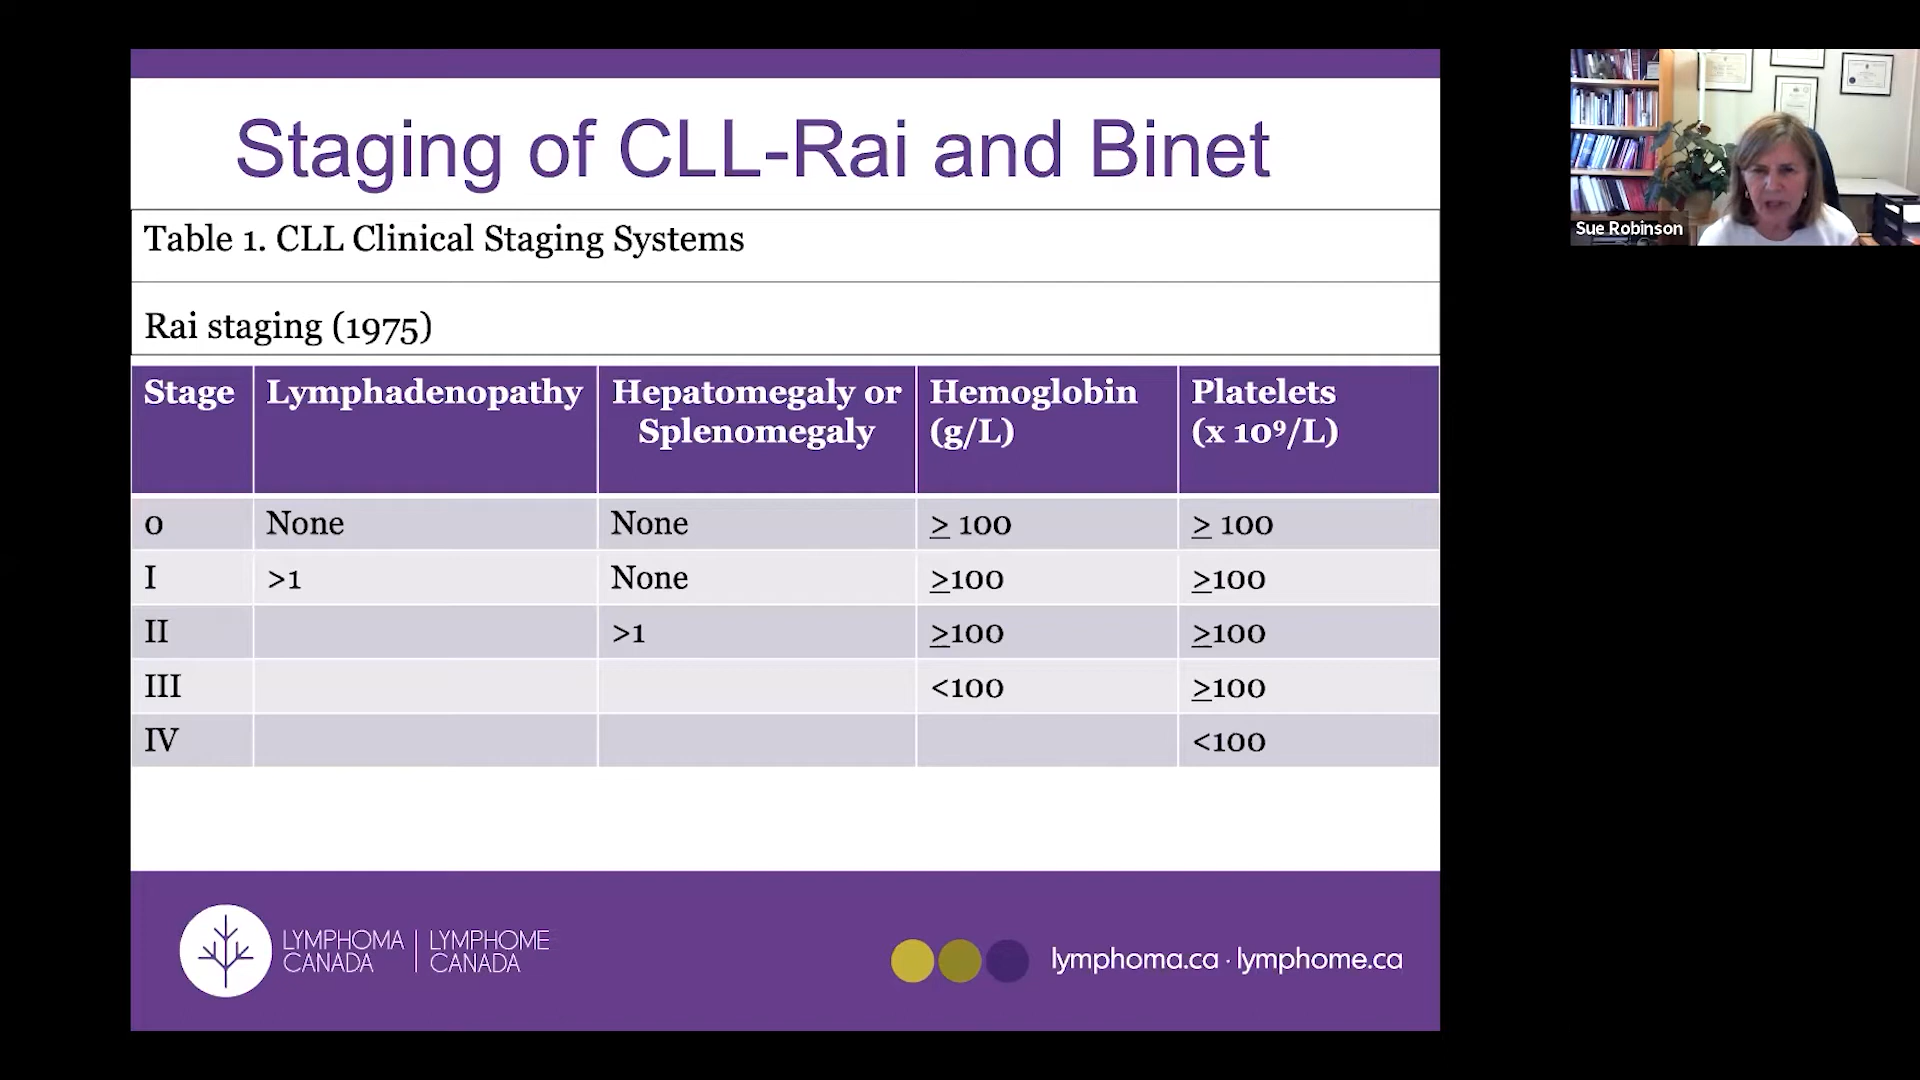 Staging of CLL-Rai and Binet
Table 1. CLL Clinical Staging Systems
Rai staging (1975)
Stage Lymphadenopathy Hepatomegaly or Hemoglobin Platelets
Splenomegaly (g/L) (x 10⁹/L)
0 None None ≥ 100 ≥ 100
I >1 None ≥100 ≥100
II >1 ≥100 ≥100
III <100 ≥100
IV <100
LYMPHOMA | LYMPHOME
CANADA | CANADA
lymphoma.ca · lymphome.ca
Sue Robinson